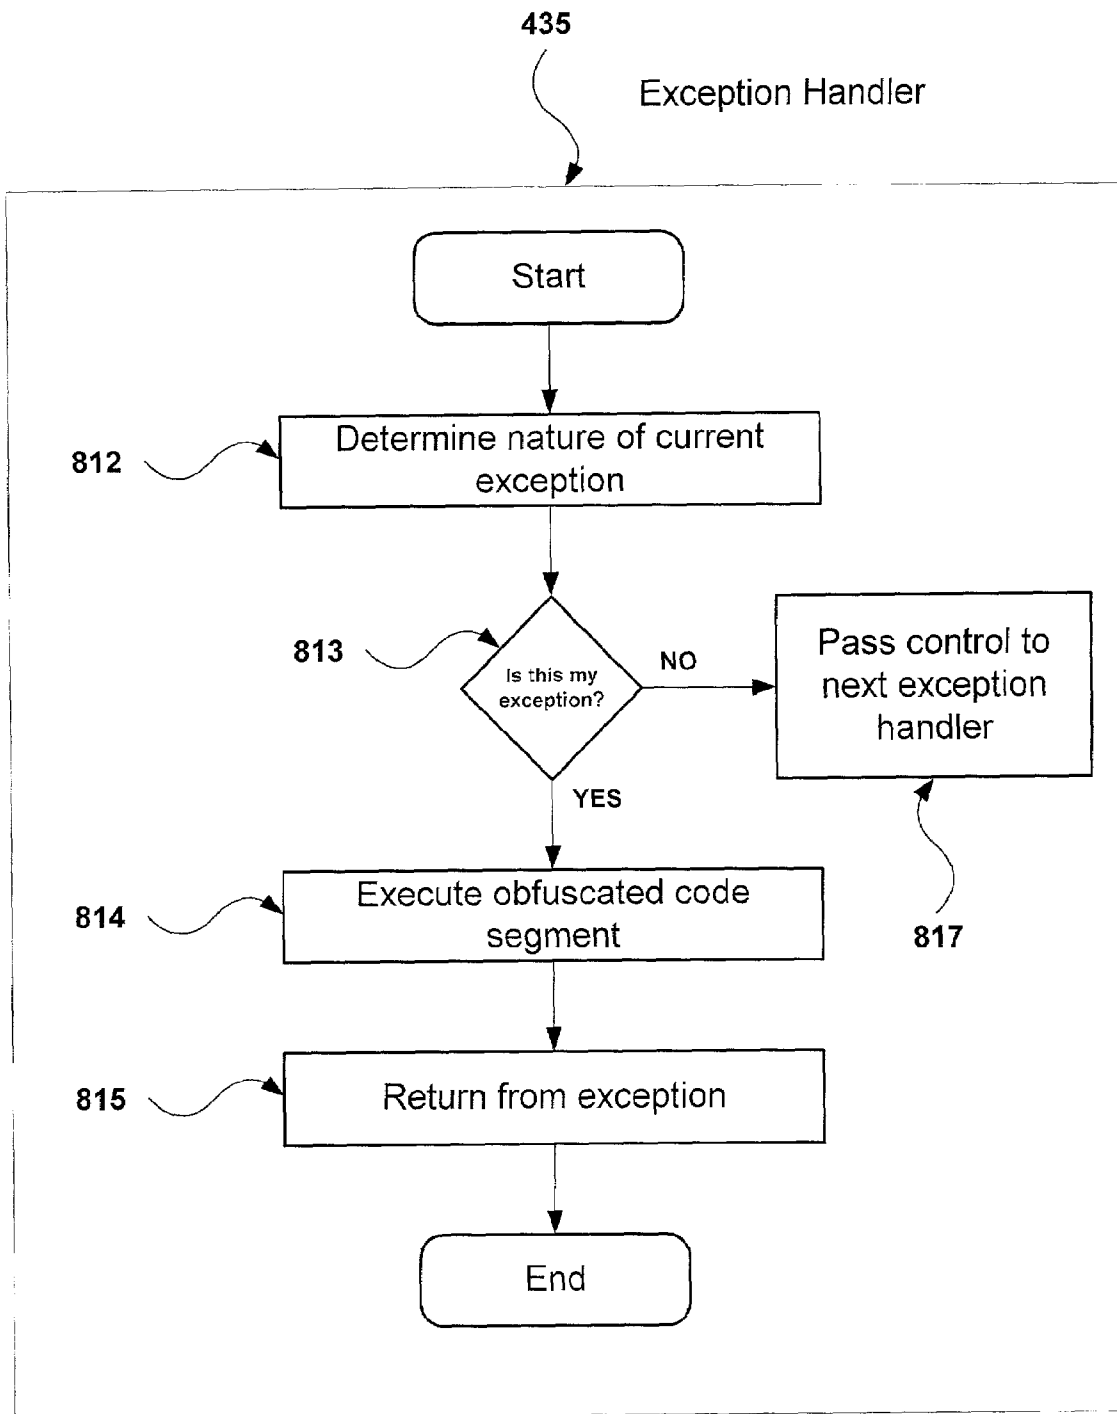 435
Exception Handler
Start
Determine nature of current
exception
812
813
Is this my
exception?
NO
Pass control to
next exception
handler
YES
817
814
Execute obfuscated code
segment
815
Return from exception
End